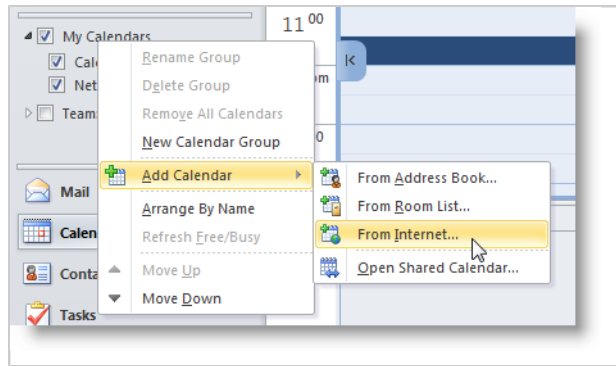 11 00
My Calendars
Rename Group
Delete Group
Remove All Calendars
New Calendar Group
Add Calendar
From Address Book...
From Room List...
Arrange By Name
From Internet...
Refresh Free/Busy
Open Shared Calendar...
Move Up
Move Down
Mail
Tasks